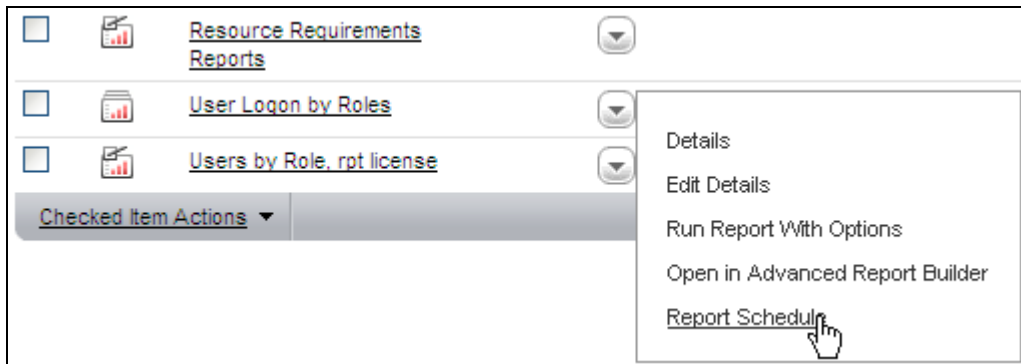 Resource Requirements
Reports
User Logon by Roles
Users by Role, rpt license
Checked Item Actions
Details
Edit Details
Run Report With Options
Open in Advanced Report Builder
Report Schedule